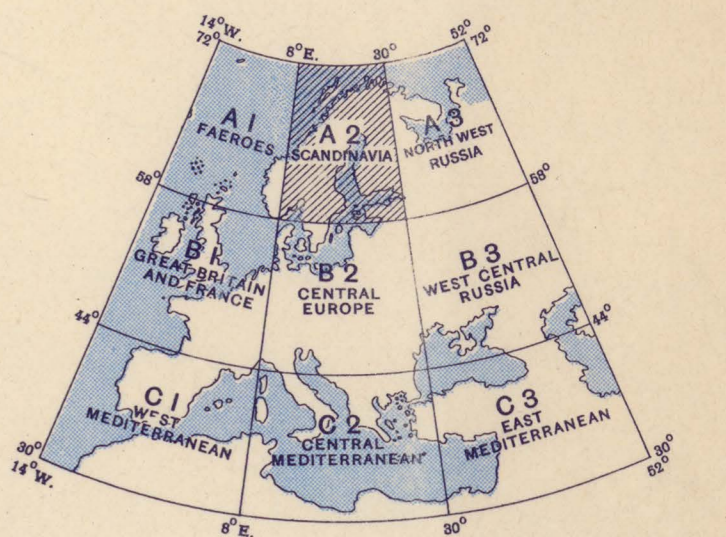 14°W.
72°
8°E.
30°
52°
72°
A 1
FAEROES
A 2
SCANDINAVIA
A 3
NORTH WEST
RUSSIA
58°
58°
B 1
GREAT BRITAIN
AND FRANCE
B 2
CENTRAL
EUROPE
B 3
WEST CENTRAL
RUSSIA
44°
44°
C 1
WEST
MEDITERRANEAN
C 2
CENTRAL
MEDITERRANEAN
C 3
EAST
MEDITERRANEAN
30°
14°W.
8°E.
30°
30°
52°